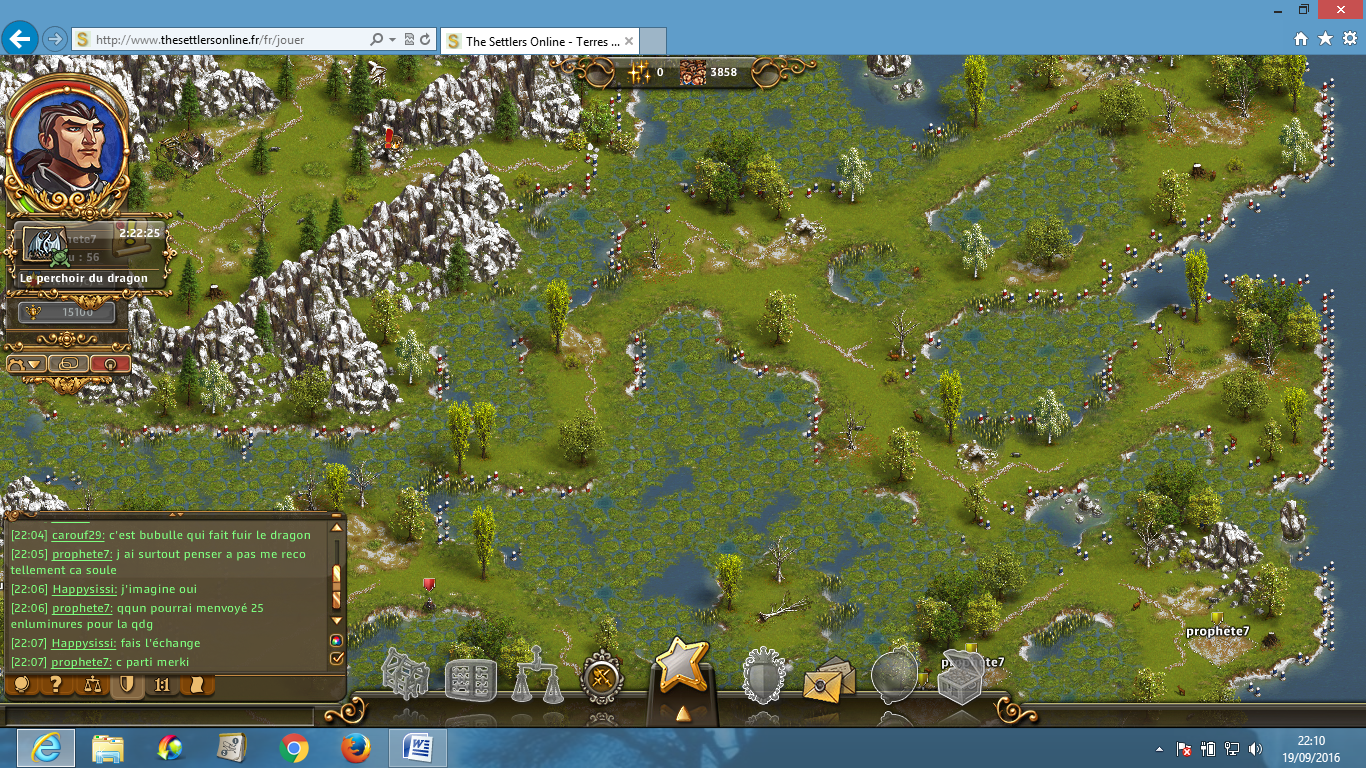 http://www.thesettlersonline.fr/fr/jouer
The Settlers Online - Terres ...
0
3858
2:22:25
Le perchoir du dragon
15100
[22:04] carouf29: c'est bubulle qui fait fuir le dragon
[22:05] prophete7: j ai surtout penser a pas me reco
tellement ca soule
[22:06] Happysissi: j'imagine oui
[22:06] prophete7: qqun pourrai menvoyé 25
enluminures pour la qdg
[22:07] Happysissi: fais l'échange
[22:07] prophete7: c parti merki
1:1
prophete7
prophete7
22:10
19/09/2016